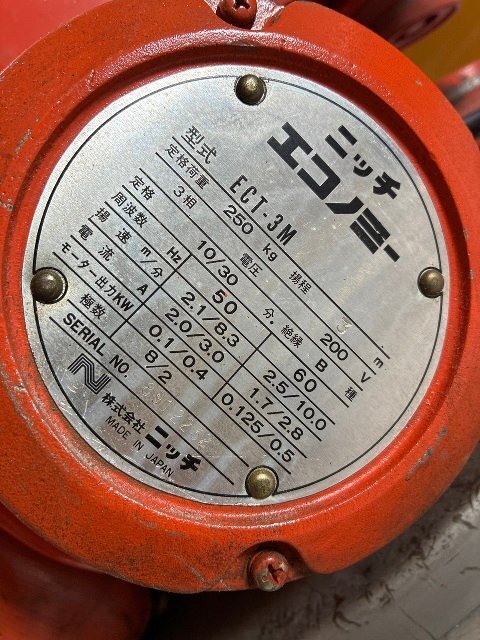 ニッチ
エコノミー
型式 ECT-3M
定格荷重 250 kg 揚程 3 m
3相 電圧 200 V
定格 10/30 分.絶縁 B 種
周波数 Hz 50 60
揚速 m/分 2.1/8.3 2.5/10.0
電流 A 2.0/3.0 1.7/2.8
モーター出力KW 0.1/0.4 0.125/0.5
極数 8/2
SERIAL NO.
N 株式会社 ニッチ
MADE IN JAPAN